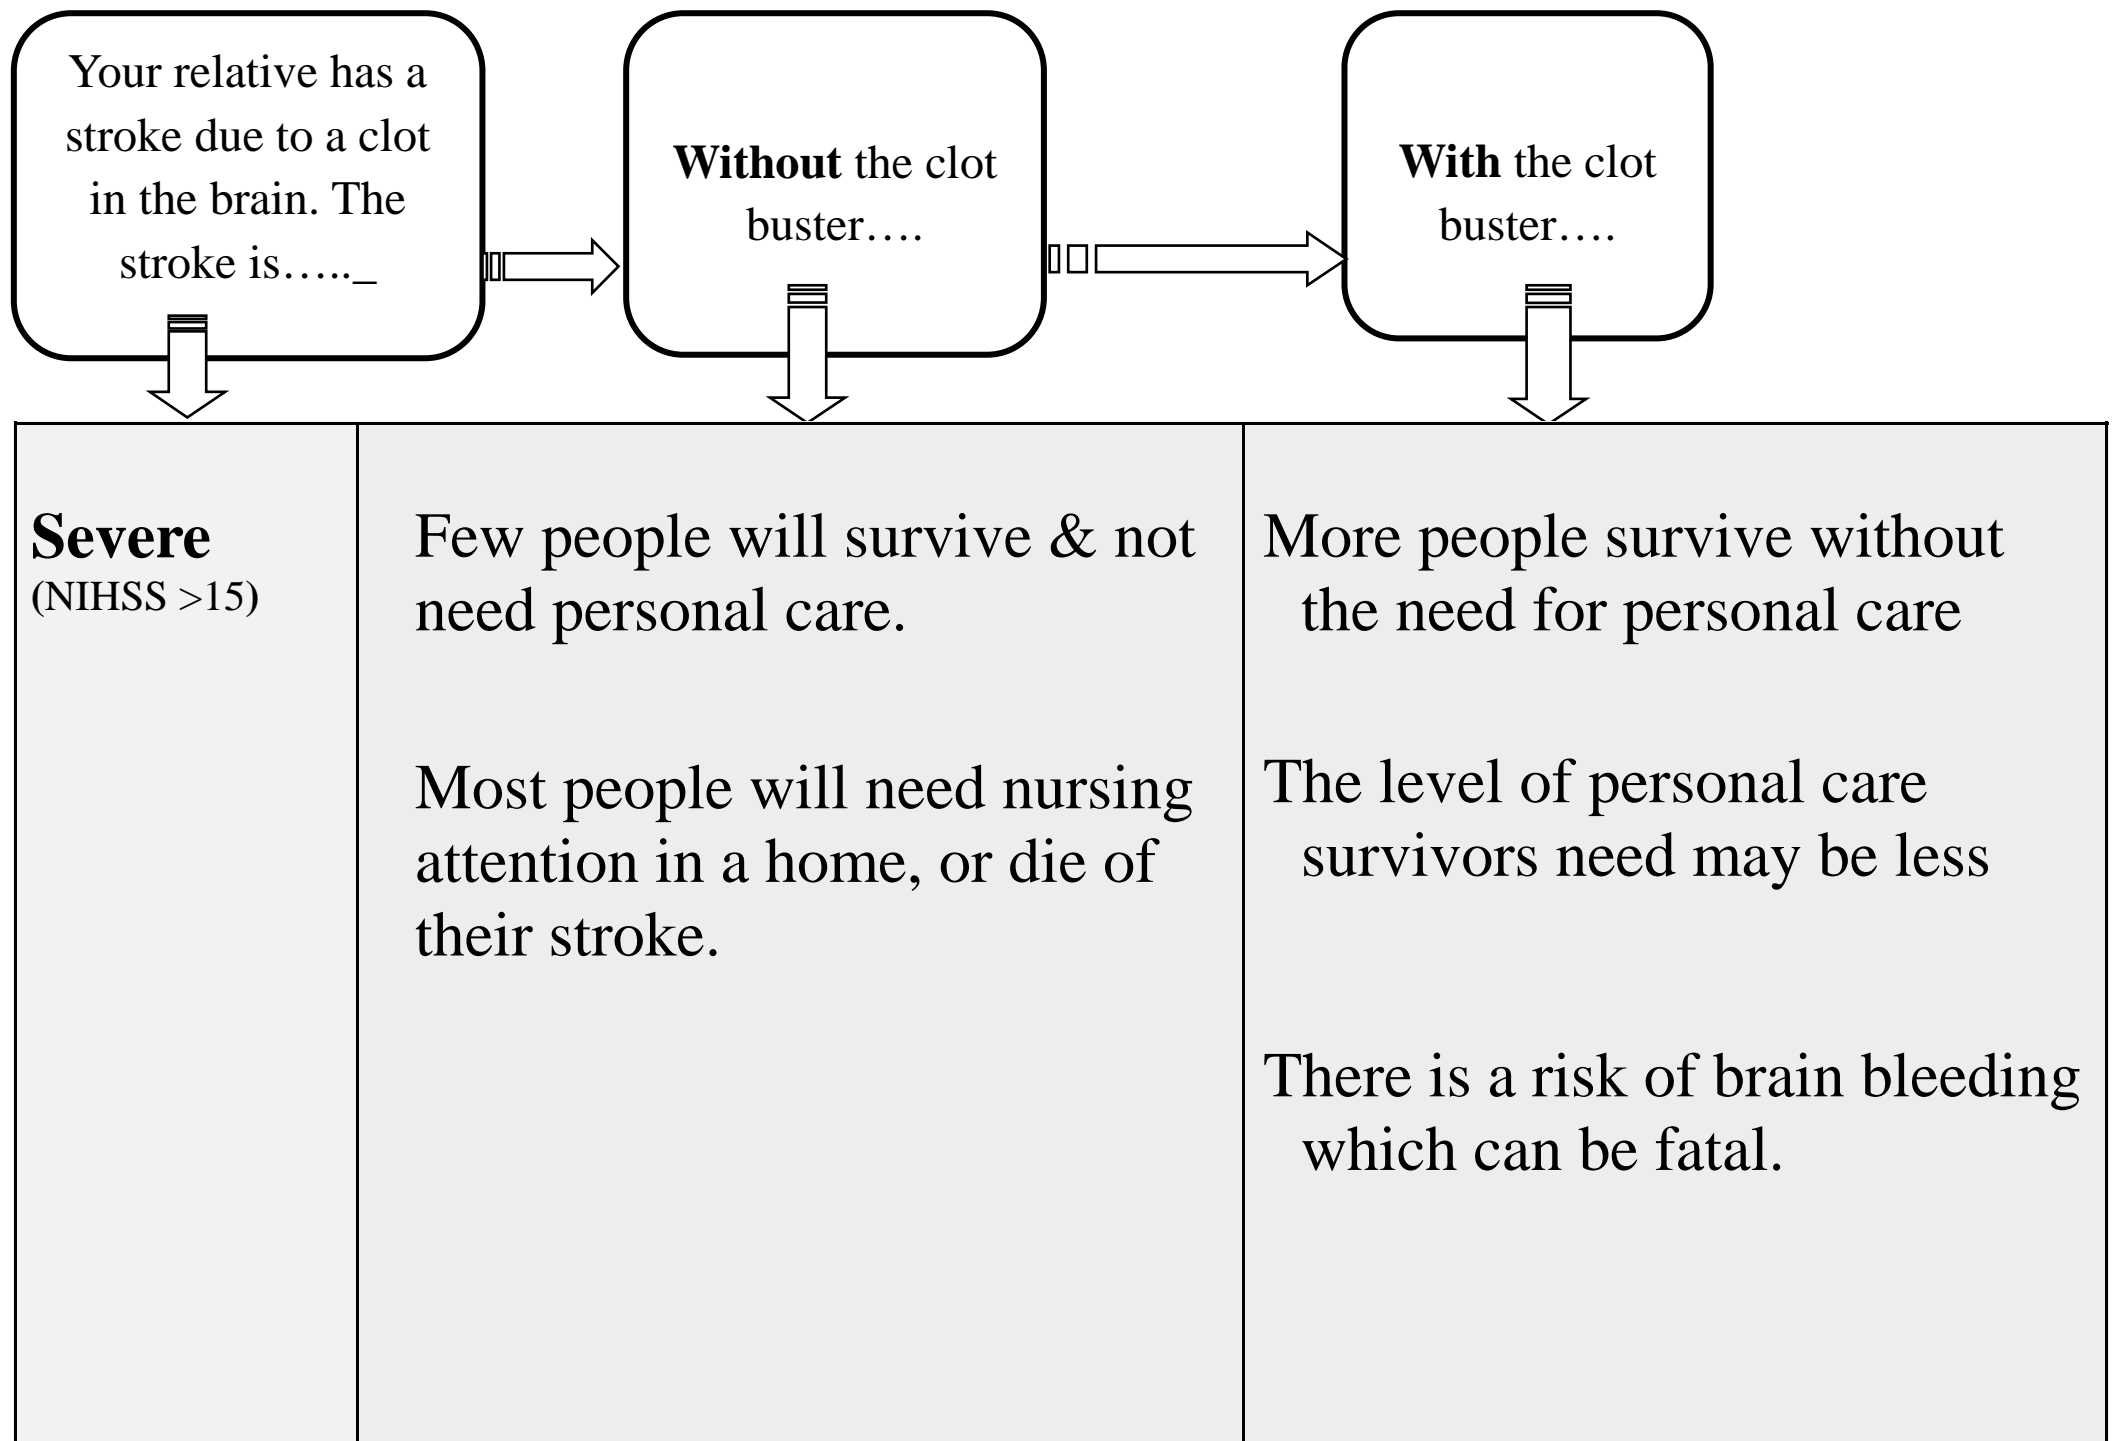 Your relative has a
stroke due to a clot
in the brain. The
stroke is....._
Without the clot
buster....
With the clot
buster....
Severe
(NIHSS >15)
Few people will survive & not
need personal care.
Most people will need nursing
attention in a home, or die of
their stroke.
More people survive without
the need for personal care
The level of personal care
survivors need may be less
There is a risk of brain bleeding
which can be fatal.